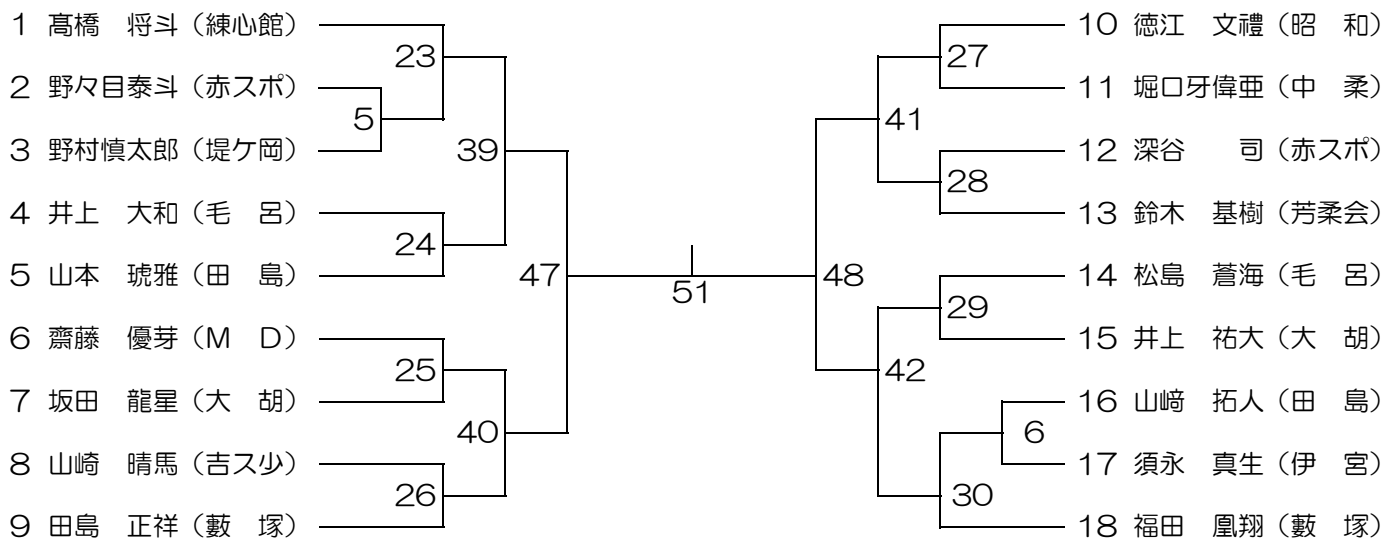 1 髙橋　将斗（練心館）
2 野々目泰斗（赤スポ）
3 野村慎太郎（堤ケ岡）
4 井上　大和（毛　呂）
5 山本　琥雅（田　島）
6 齋藤　優芽（Ｍ　Ｄ）
7 坂田　龍星（大　胡）
8 山崎　晴馬（吉ス少）
9 田島　正祥（藪　塚）
23
5
39
24
47
25
40
26
51
27
41
28
48
29
42
6
30
10 徳江　文禮（昭　和）
11 堀口牙偉亜（中　柔）
12 深谷　　司（赤スポ）
13 鈴木　基樹（芳柔会）
14 松島　蒼海（毛　呂）
15 井上　祐大（大　胡）
16 山﨑　拓人（田　島）
17 須永　真生（伊　宮）
18 福田　凰翔（藪　塚）